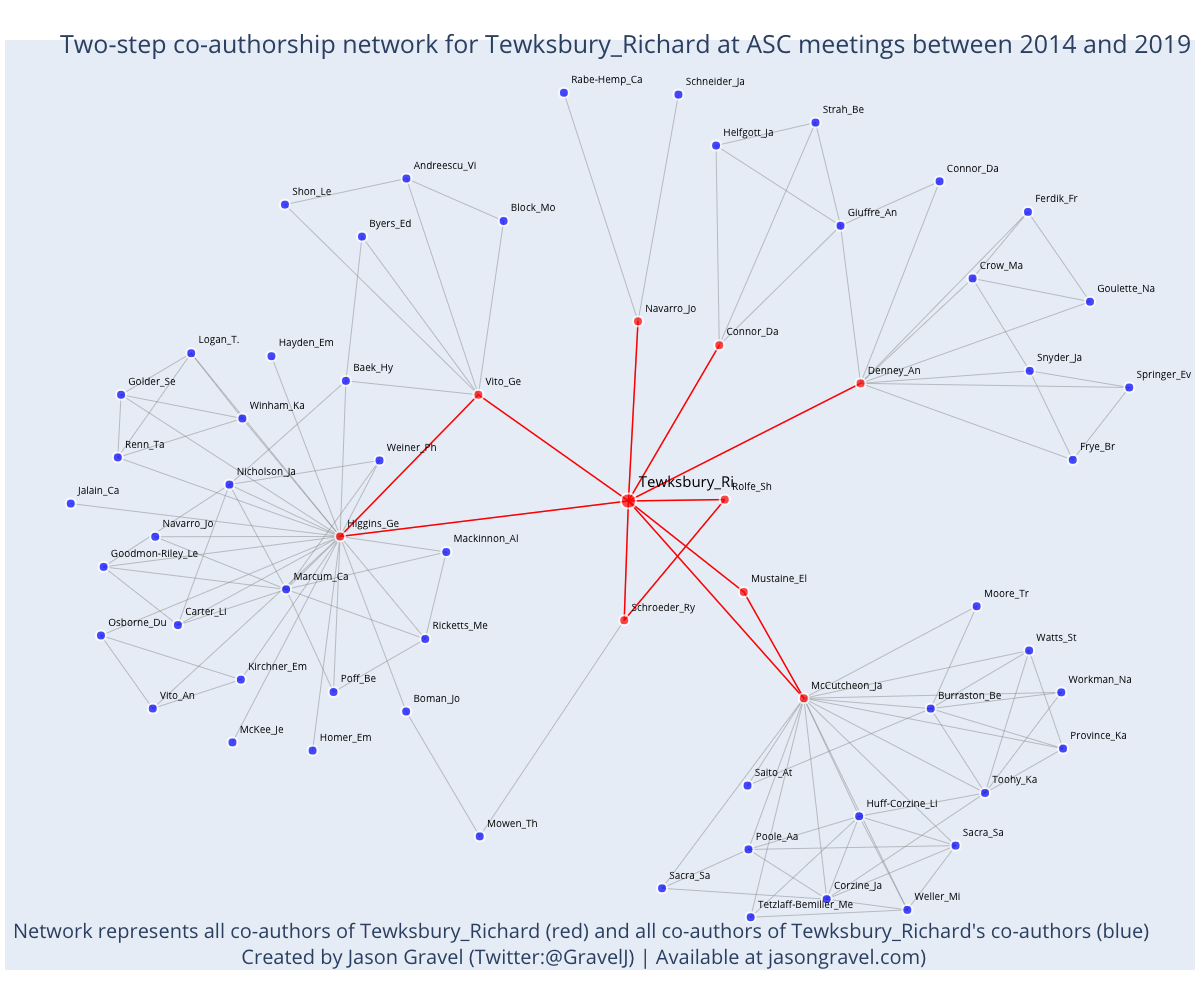 Two-step co-authorship network for Tewksbury_Richard at ASC meetings between 2014 and 2019
Rabe-Hemp_Ca
Schneider_Ja
Strah_Be
Helfgott_Ja
Andreescu_Vi
Connor_Da
Shon_Le
Ferdik_Fr
Block_Mo
Giuffre_An
Byers_Ed
Crow_Ma
Goulette_Na
Navarro_Jo
Connor_Da
Logan_T.
Hayden_Em
Snyder_Ja
Baek_Hy
Denney_An
Springer_Ev
Golder_Se
Vito_Ge
Winham_Ka
Renn_Ta
Weiner_Ph
Frye_Br
Nicholson_Ja
Tewksbury_Ri
Rolfe_Sh
Jalain_Ca
Navarro_Jo
Higgins_Ge
Mackinnon_Al
Goodmon-Riley_Le
Marcum_Ca
Mustaine_El
Moore_Tr
Carter_Li
Schroeder_Ry
Osborne_Du
Ricketts_Me
Watts_St
Kirchner_Em
Poff_Be
Workman_Na
McCutcheon_Ja
Vito_An
Boman_Jo
Burraston_Be
McKee_Je
Homer_Em
Province_Ka
Saito_At
Toohy_Ka
Huff-Corzine_Li
Mowen_Th
Poole_Aa
Sacra_Sa
Sacra_Sa
Corzine_Ja
Weller_Mi
Tetzlaff-Bemiller_Me
Network represents all co-authors of Tewksbury_Richard (red) and all co-authors of Tewksbury_Richard's co-authors (blue)
Created by Jason Gravel (Twitter:@GravelJ) | Available at jasongravel.com)